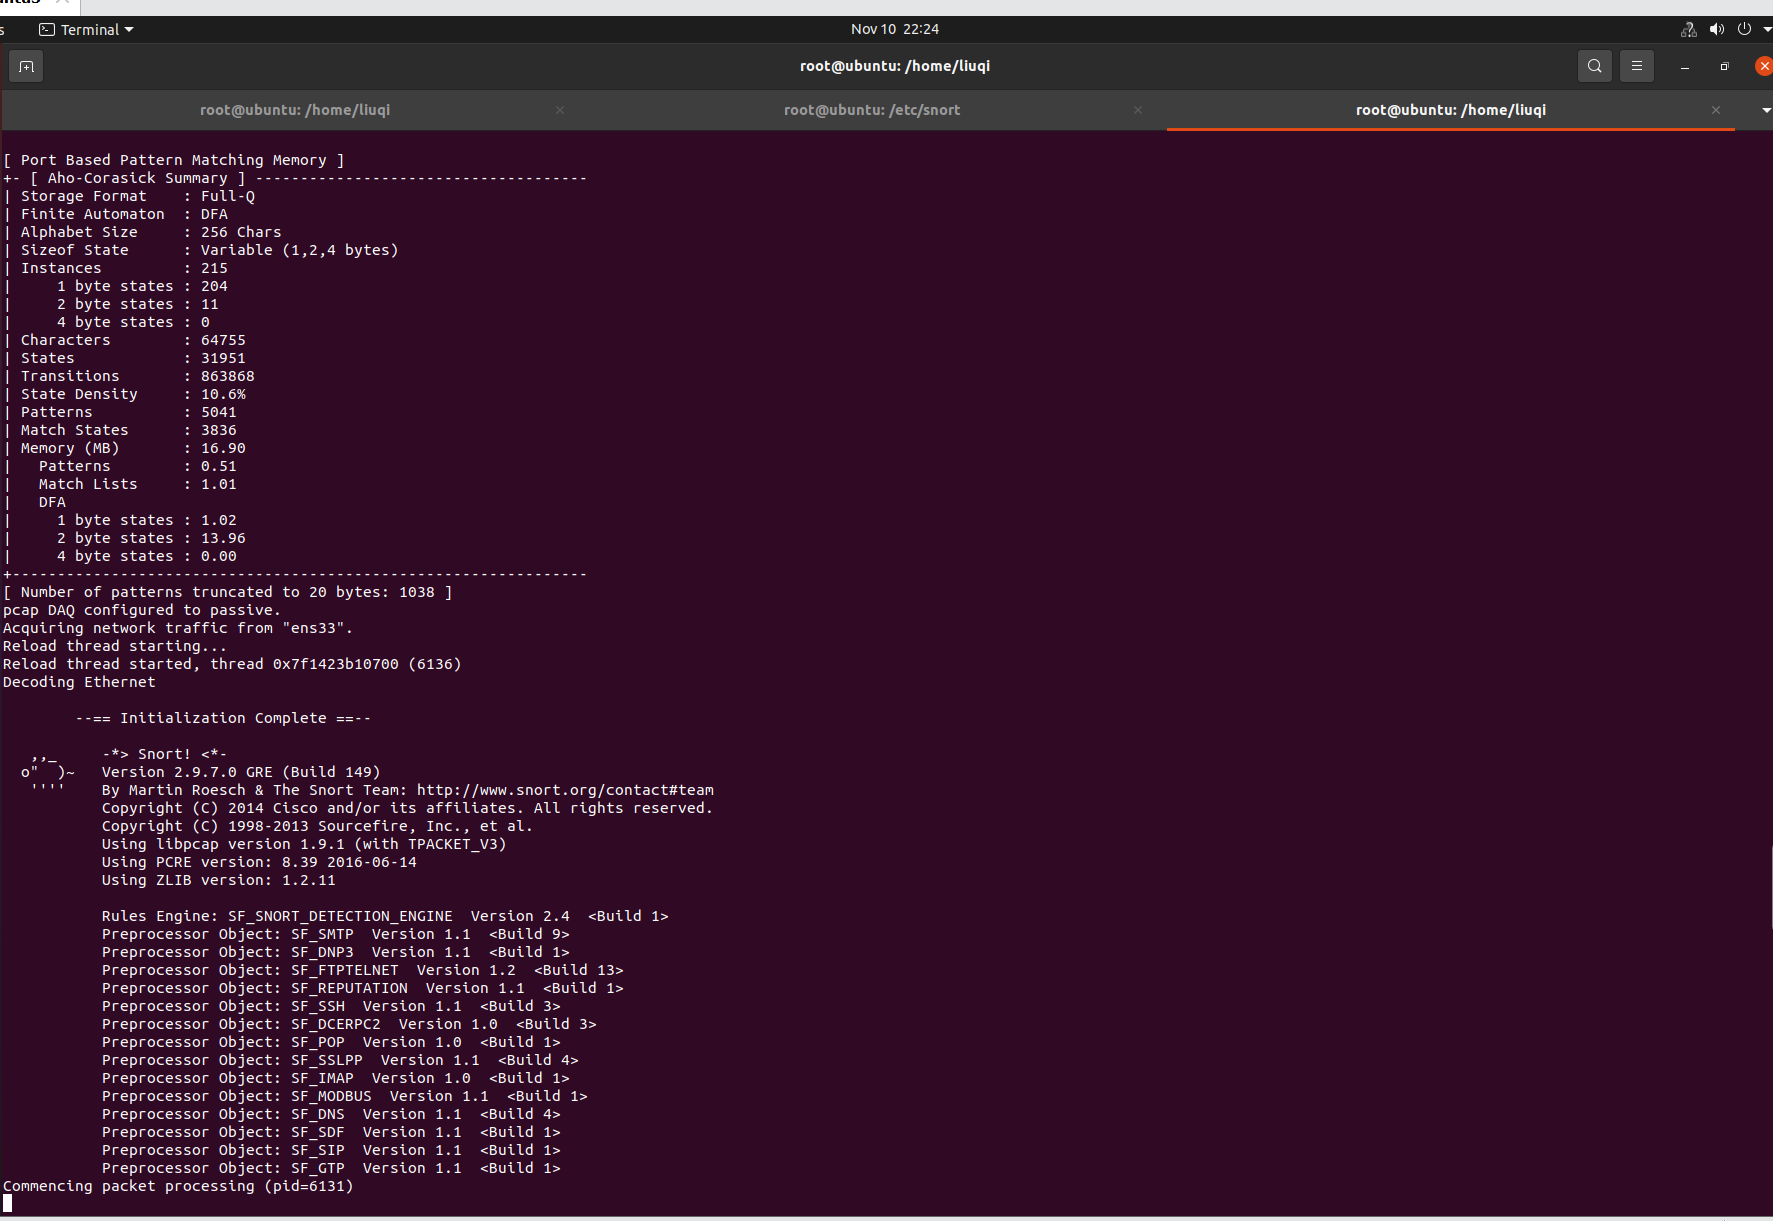 Terminal
Nov 10 22:24
root@ubuntu: /home/liuqi
root@ubuntu: /home/liuqi
root@ubuntu: /etc/snort
root@ubuntu: /home/liuqi
[ Port Based Pattern Matching Memory ]
+- [ Aho-Corasick Summary ] -------------------------------------
| Storage Format    : Full-Q
| Finite Automaton  : DFA
| Alphabet Size     : 256 Chars
| Sizeof State      : Variable (1,2,4 bytes)
| Instances         : 215
|     1 byte states : 204
|     2 byte states : 11
|     4 byte states : 0
| Characters        : 64755
| States            : 31951
| Transitions       : 863868
| State Density     : 10.6%
| Patterns          : 5041
| Match States      : 3836
| Memory (MB)       : 16.90
|   Patterns        : 0.51
|   Match Lists     : 1.01
|   DFA
|     1 byte states : 1.02
|     2 byte states : 13.96
|     4 byte states : 0.00
+----------------------------------------------------------------
[ Number of patterns truncated to 20 bytes: 1038 ]
pcap DAQ configured to passive.
Acquiring network traffic from "ens33".
Reload thread starting...
Reload thread started, thread 0x7f1423b10700 (6136)
Decoding Ethernet
        --== Initialization Complete ==--
   ,,_     -*> Snort! <*-
  o"  )~   Version 2.9.7.0 GRE (Build 149)
   ''''    By Martin Roesch & The Snort Team: http://www.snort.org/contact#team
           Copyright (C) 2014 Cisco and/or its affiliates. All rights reserved.
           Copyright (C) 1998-2013 Sourcefire, Inc., et al.
           Using libpcap version 1.9.1 (with TPACKET_V3)
           Using PCRE version: 8.39 2016-06-14
           Using ZLIB version: 1.2.11
           Rules Engine: SF_SNORT_DETECTION_ENGINE  Version 2.4  <Build 1>
           Preprocessor Object: SF_SMTP  Version 1.1  <Build 9>
           Preprocessor Object: SF_DNP3  Version 1.1  <Build 1>
           Preprocessor Object: SF_FTPTELNET  Version 1.2  <Build 13>
           Preprocessor Object: SF_REPUTATION  Version 1.1  <Build 1>
           Preprocessor Object: SF_SSH  Version 1.1  <Build 3>
           Preprocessor Object: SF_DCERPC2  Version 1.0  <Build 3>
           Preprocessor Object: SF_POP  Version 1.0  <Build 1>
           Preprocessor Object: SF_SSLPP  Version 1.1  <Build 4>
           Preprocessor Object: SF_IMAP  Version 1.0  <Build 1>
           Preprocessor Object: SF_MODBUS  Version 1.1  <Build 1>
           Preprocessor Object: SF_DNS  Version 1.1  <Build 4>
           Preprocessor Object: SF_SDF  Version 1.1  <Build 1>
           Preprocessor Object: SF_SIP  Version 1.1  <Build 1>
           Preprocessor Object: SF_GTP  Version 1.1  <Build 1>
Commencing packet processing (pid=6131)